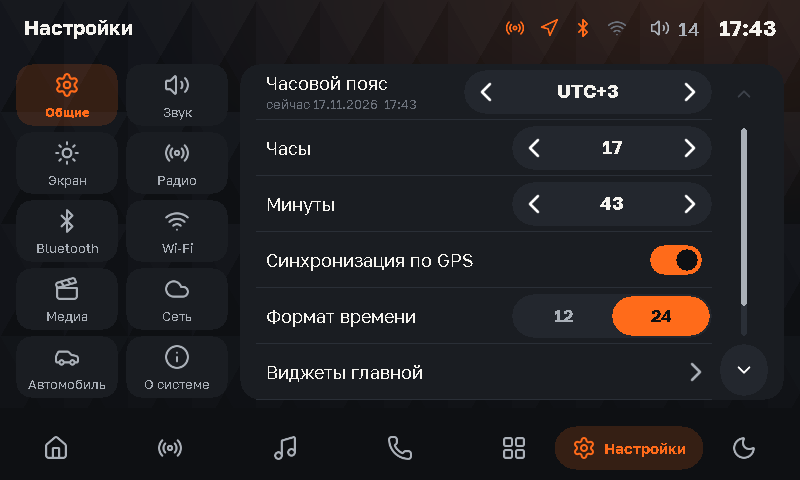 Настройки
14 17:43
Общие
Звук
Экран
Радио
Bluetooth
Wi-Fi
Медиа
Сеть
Автомобиль
О системе
Часовой пояс
сейчас 17.11.2026 17:43
UTC+3
Часы
17
Минуты
43
Синхронизация по GPS
Формат времени
12
24
Виджеты главной
Настройки